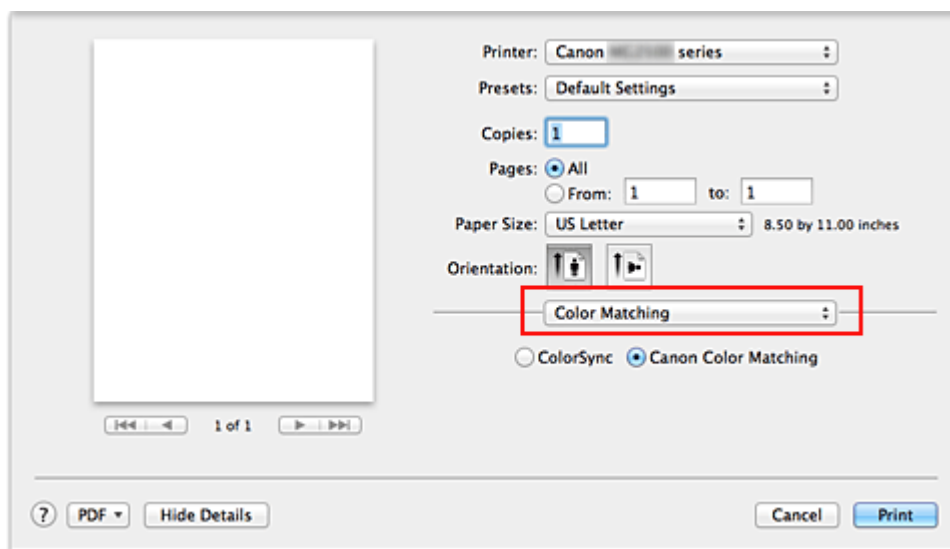 Printer: Canon series
Presets: Default Settings
Copies: 1
Pages: All
From: 1 to: 1
Paper Size: US Letter 8.50 by 11.00 inches
Orientation:
Color Matching
ColorSync Canon Color Matching
1 of 1
? PDF Hide Details Cancel Print